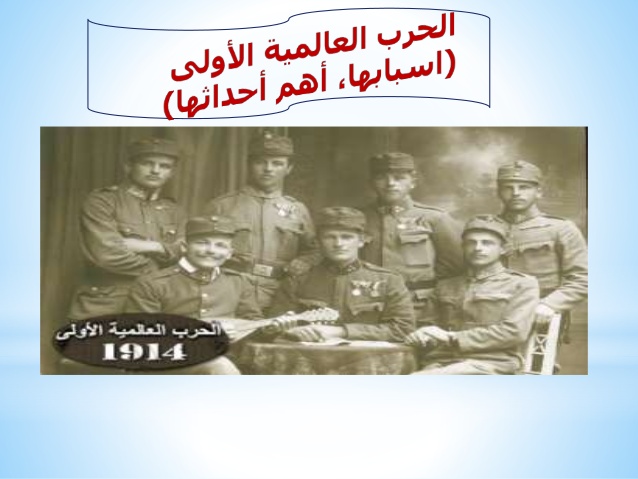 الحرب العالمية الأولى
(اسبابها، أهم أحداثها)
الحرب العالمية الأولى
1914